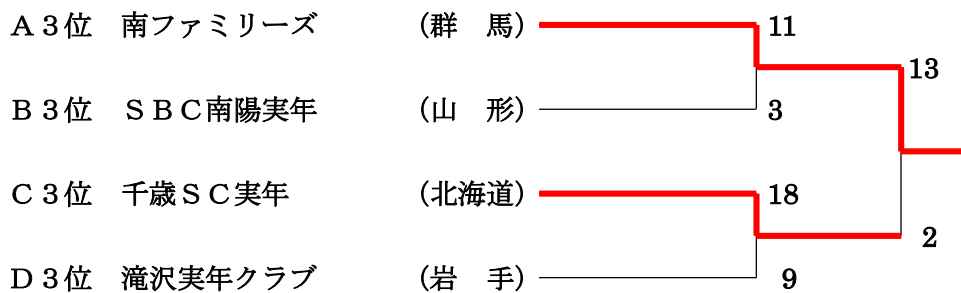 A3位 南ファミリーズ (群 馬) 11
13
B3位 SBC南陽実年 (山 形) 3
C3位 千歳SC実年 (北海道) 18
2
D3位 滝沢実年クラブ (岩 手) 9